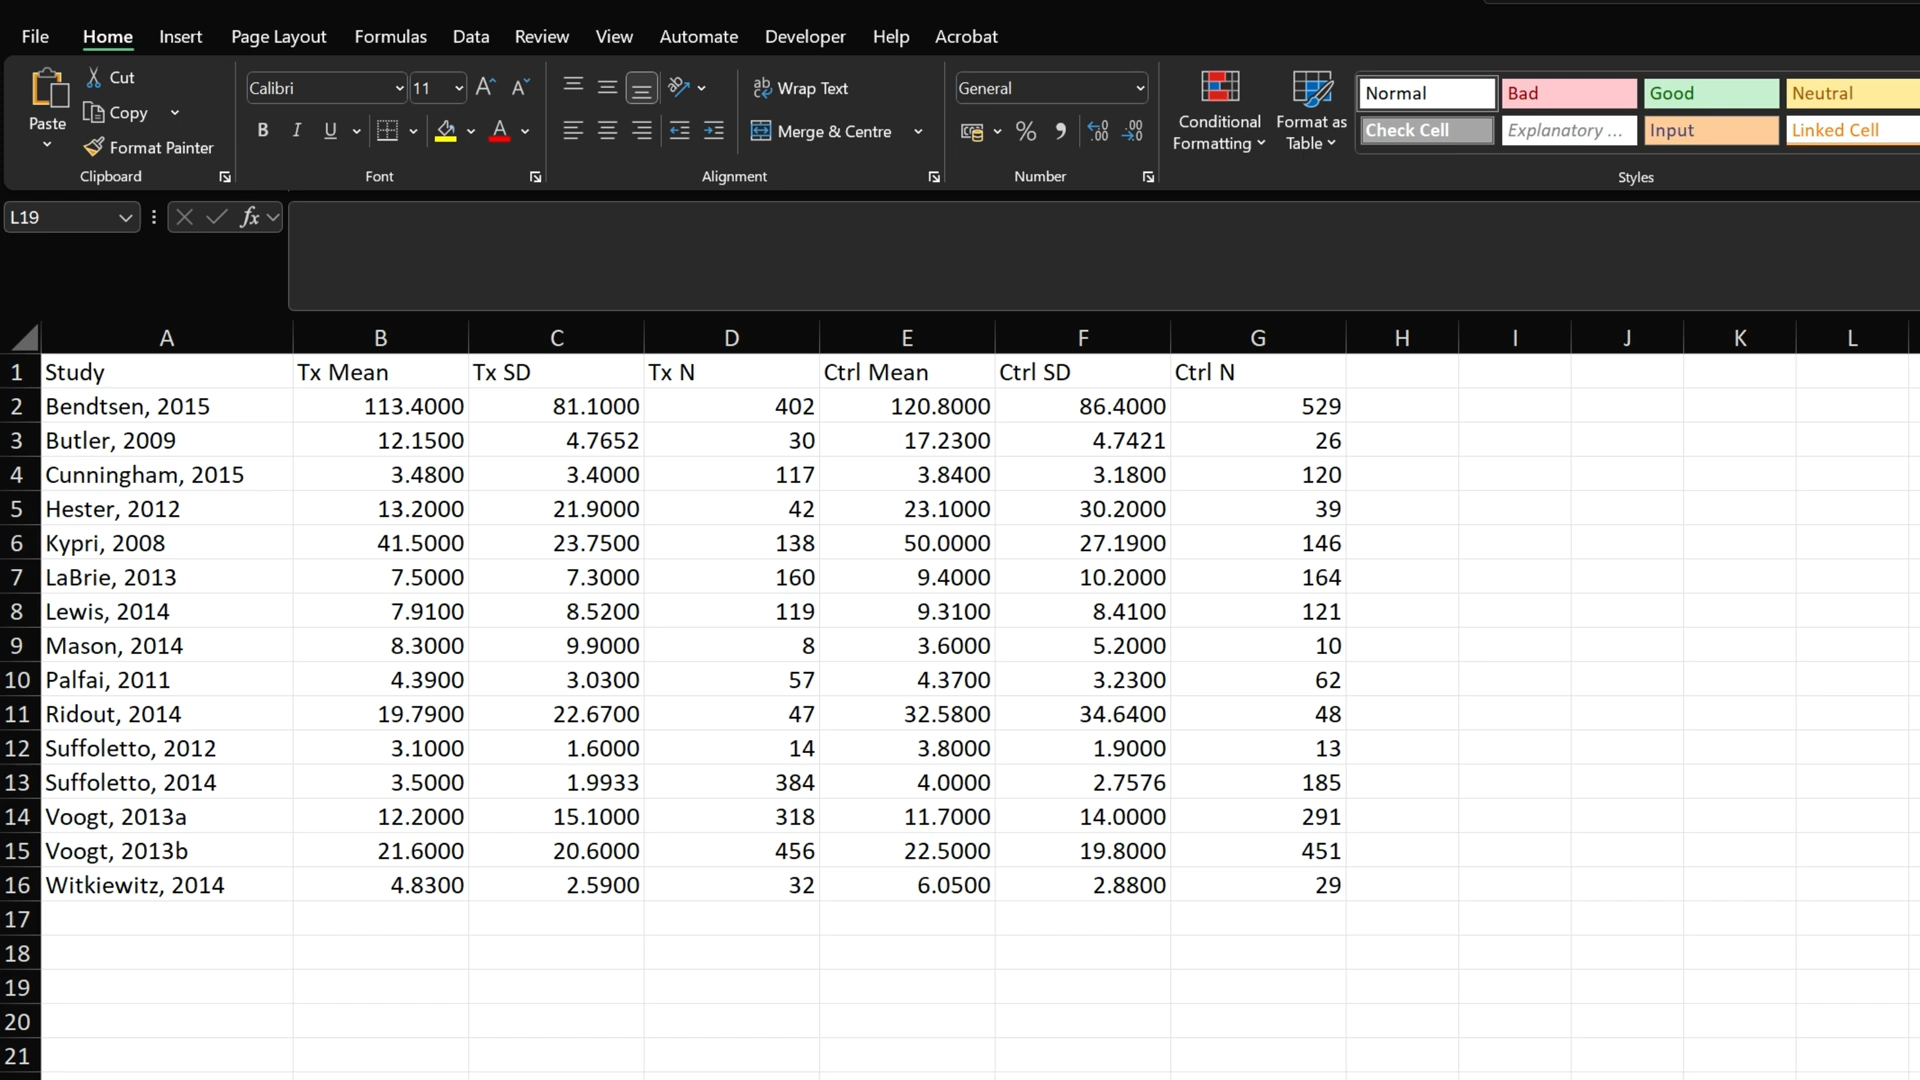 File Home Insert Page Layout Formulas Data Review View Automate Developer Help Acrobat
Paste Cut Copy Format Painter Clipboard
Calibri 11 A A B I U A Font
ab Wrap Text Merge & Centre Alignment
General % 9 .00 .00 Number
Conditional Formatting Format as Table
Normal Bad Good Neutral
Check Cell Explanatory ... Input Linked Cell
Styles
L19 fx
A B C D E F G H I J K L
1 Study Tx Mean Tx SD Tx N Ctrl Mean Ctrl SD Ctrl N
2 Bendtsen, 2015 113.4000 81.1000 402 120.8000 86.4000 529
3 Butler, 2009 12.1500 4.7652 30 17.2300 4.7421 26
4 Cunningham, 2015 3.4800 3.4000 117 3.8400 3.1800 120
5 Hester, 2012 13.2000 21.9000 42 23.1000 30.2000 39
6 Kypri, 2008 41.5000 23.7500 138 50.0000 27.1900 146
7 LaBrie, 2013 7.5000 7.3000 160 9.4000 10.2000 164
8 Lewis, 2014 7.9100 8.5200 119 9.3100 8.4100 121
9 Mason, 2014 8.3000 9.9000 8 3.6000 5.2000 10
10 Palfai, 2011 4.3900 3.0300 57 4.3700 3.2300 62
11 Ridout, 2014 19.7900 22.6700 47 32.5800 34.6400 48
12 Suffoletto, 2012 3.1000 1.6000 14 3.8000 1.9000 13
13 Suffoletto, 2014 3.5000 1.9933 384 4.0000 2.7576 185
14 Voogt, 2013a 12.2000 15.1000 318 11.7000 14.0000 291
15 Voogt, 2013b 21.6000 20.6000 456 22.5000 19.8000 451
16 Witkiewitz, 2014 4.8300 2.5900 32 6.0500 2.8800 29
17
18
19
20
21